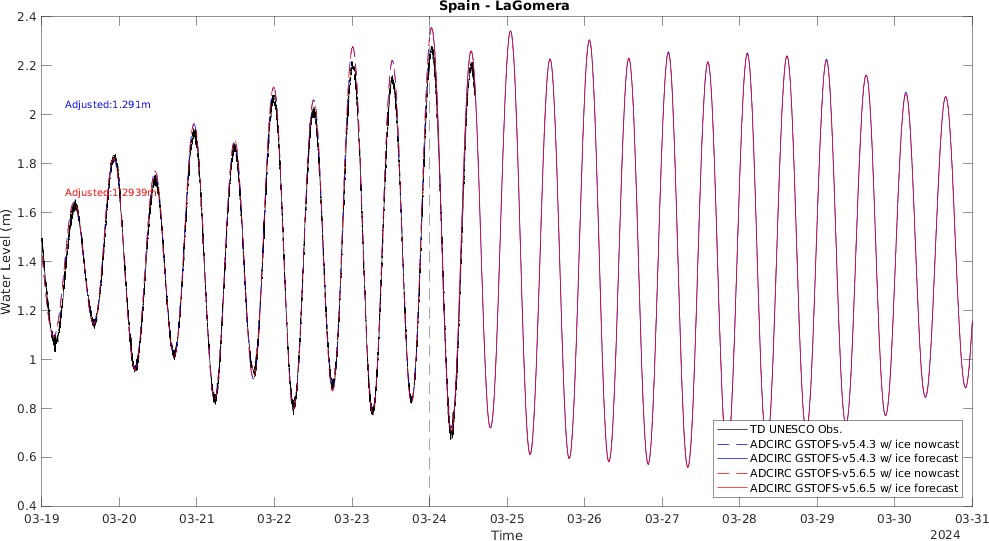 Spain - LaGomera
2.4
2.2
2
1.8
1.6
1.4
1.2
1
0.8
0.6
0.4
Water Level (m)
Adjusted:1.291m
Adjusted:1.2939m
TD UNESCO Obs.
ADCIRC GSTOFS-v5.4.3 w/ ice nowcast
ADCIRC GSTOFS-v5.4.3 w/ ice forecast
ADCIRC GSTOFS-v5.6.5 w/ ice nowcast
ADCIRC GSTOFS-v5.6.5 w/ ice forecast
03-19 03-20 03-21 03-22 03-23 03-24 03-25 03-26 03-27 03-28 03-29 03-30 03-31
Time
2024